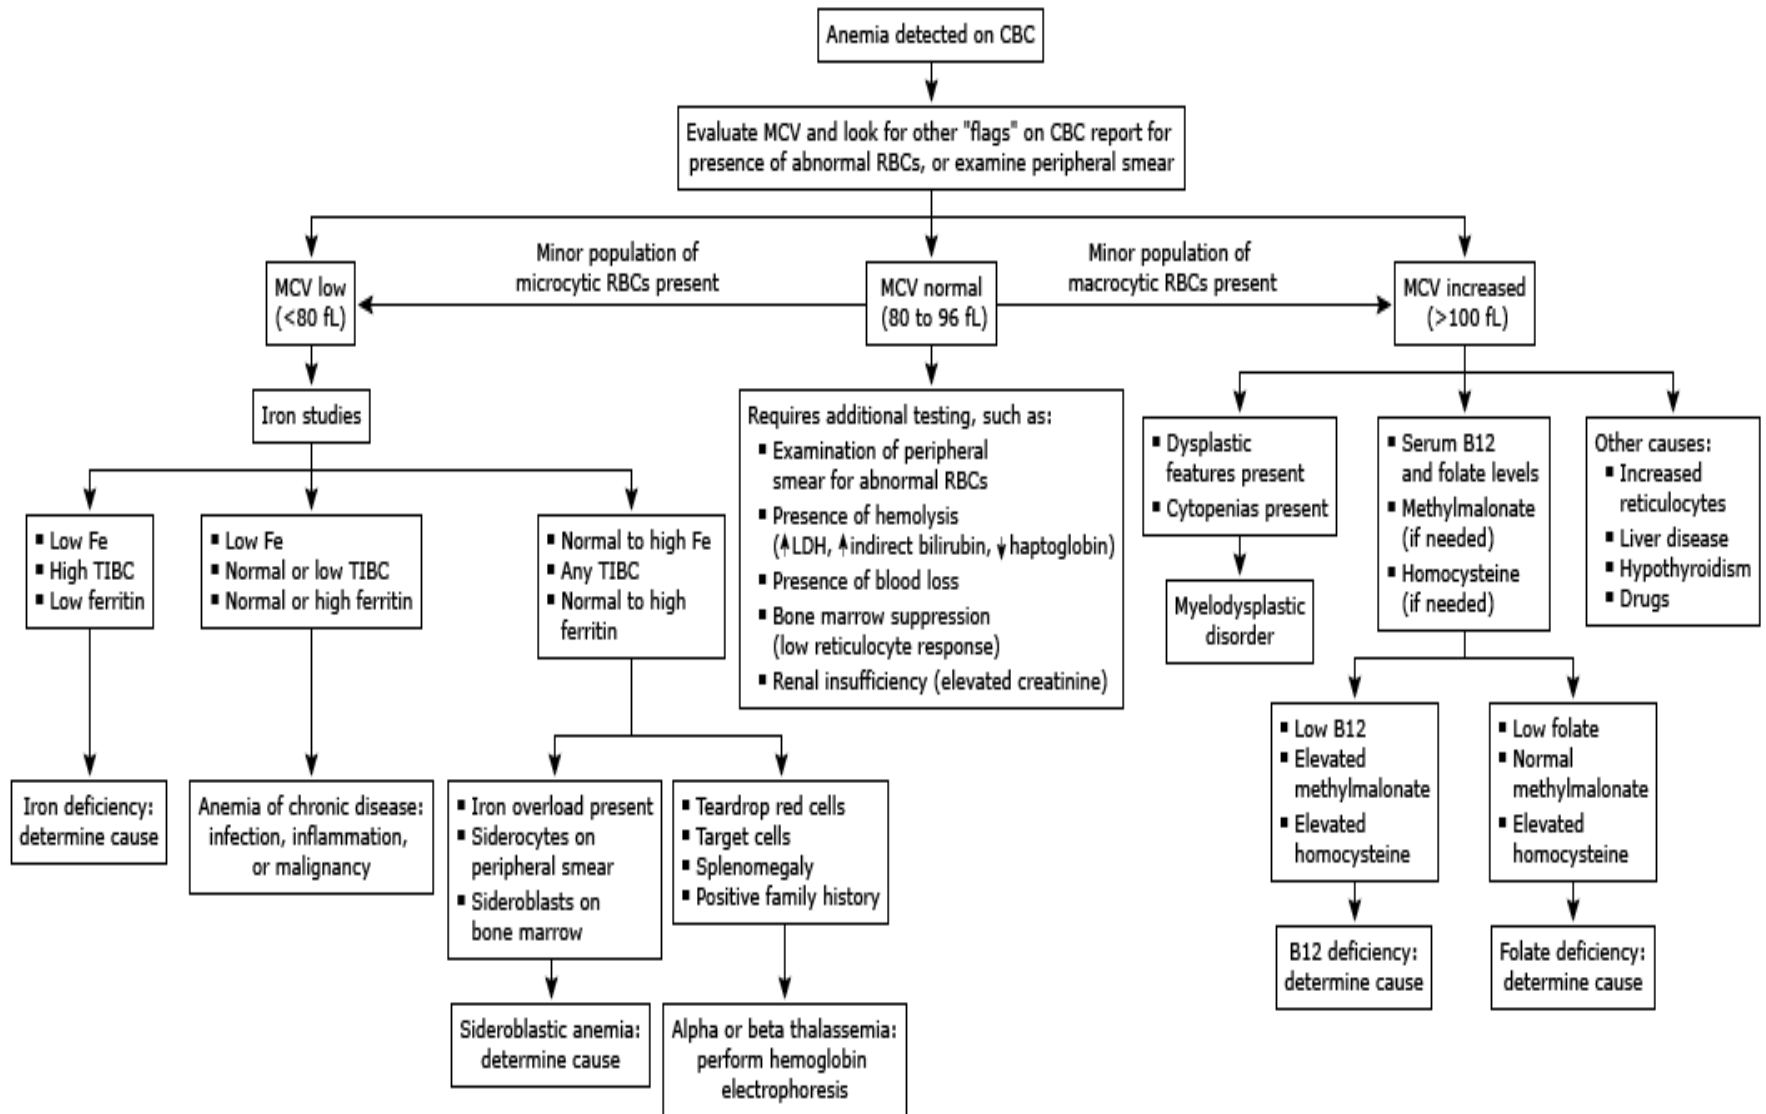 Anemia detected on CBC
Evaluate MCV and look for other "flags" on CBC report for
presence of abnormal RBCs, or examine peripheral smear
Minor population of
microcytic RBCs present
Minor population of
macrocytic RBCs present
MCV low
(<80 fL)
MCV normal
(80 to 96 fL)
MCV increased
(>100 fL)
Iron studies
Requires additional testing, such as:
▪ Examination of peripheral
smear for abnormal RBCs
▪ Presence of hemolysis
(↑LDH, ↑indirect bilirubin, ↓haptoglobin)
▪ Presence of blood loss
▪ Bone marrow suppression
(low reticulocyte response)
▪ Renal insufficiency (elevated creatinine)
▪ Dysplastic
features present
▪ Cytopenias present
▪ Serum B12
and folate levels
▪ Methylmalonate
(if needed)
▪ Homocysteine
(if needed)
Other causes:
▪ Increased
reticulocytes
▪ Liver disease
▪ Hypothyroidism
▪ Drugs
▪ Low Fe
▪ High TIBC
▪ Low ferritin
▪ Low Fe
▪ Normal or low TIBC
▪ Normal or high ferritin
▪ Normal to high Fe
▪ Any TIBC
▪ Normal to high
ferritin
Myelodysplastic
disorder
▪ Low B12
▪ Elevated
methylmalonate
▪ Elevated
homocysteine
▪ Low folate
▪ Normal
methylmalonate
▪ Elevated
homocysteine
Iron deficiency:
determine cause
Anemia of chronic disease:
infection, inflammation,
or malignancy
▪ Iron overload present
▪ Siderocytes on
peripheral smear
▪ Sideroblasts on
bone marrow
▪ Teardrop red cells
▪ Target cells
▪ Splenomegaly
▪ Positive family history
B12 deficiency:
determine cause
Folate deficiency:
determine cause
Sideroblastic anemia:
determine cause
Alpha or beta thalassemia:
perform hemoglobin
electrophoresis